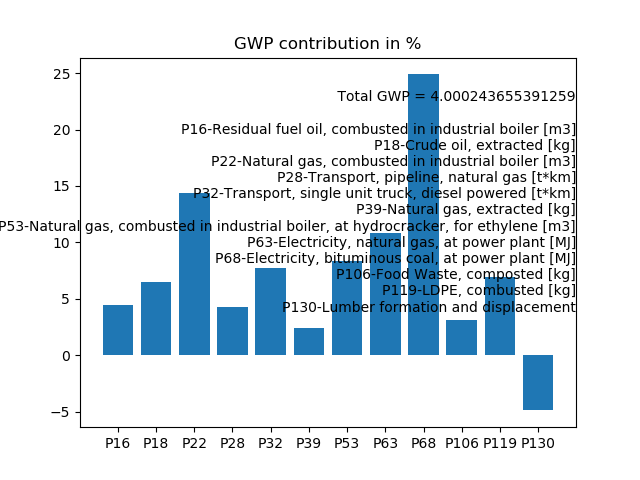 GWP contribution in %
25
20
15
10
5
0
−5
Total GWP = 4.000243655391259
P16-Residual fuel oil, combusted in industrial boiler [m3]
P18-Crude oil, extracted [kg]
P22-Natural gas, combusted in industrial boiler [m3]
P28-Transport, pipeline, natural gas [t*km]
P32-Transport, single unit truck, diesel powered [t*km]
P39-Natural gas, extracted [kg]
P53-Natural gas, combusted in industrial boiler, at hydrocracker, for ethylene [m3]
P63-Electricity, natural gas, at power plant [MJ]
P68-Electricity, bituminous coal, at power plant [MJ]
P106-Food Waste, composted [kg]
P119-LDPE, combusted [kg]
P130-Lumber formation and displacement
P16 P18 P22 P28 P32 P39 P53 P63 P68 P106 P119 P130